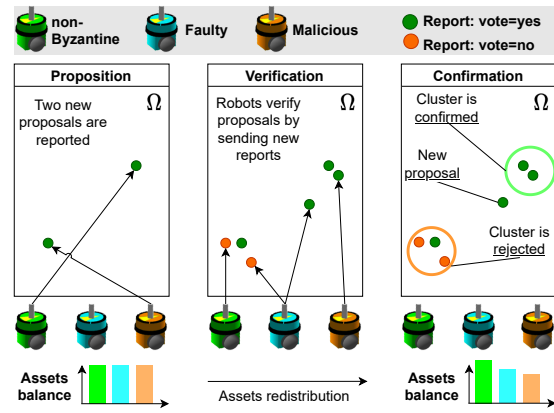 non-
Byzantine
Faulty
Malicious
Report: vote=yes
Report: vote=no
Proposition
Ω
Two new
proposals are
reported
Verification
Ω
Robots verify
proposals by
sending new
reports
Confirmation
Ω
Cluster is
confirmed
New
proposal
Cluster is
rejected
Assets
balance
Assets redistribution
Assets
balance